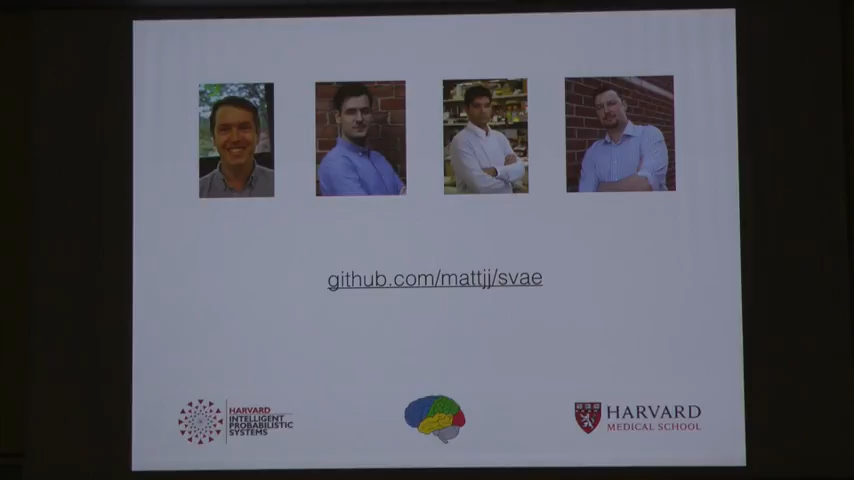 github.com/mattjj/svae
HARVARD
INTELLIGENT
PROBABILISTIC
SYSTEMS
HARVARD
MEDICAL SCHOOL